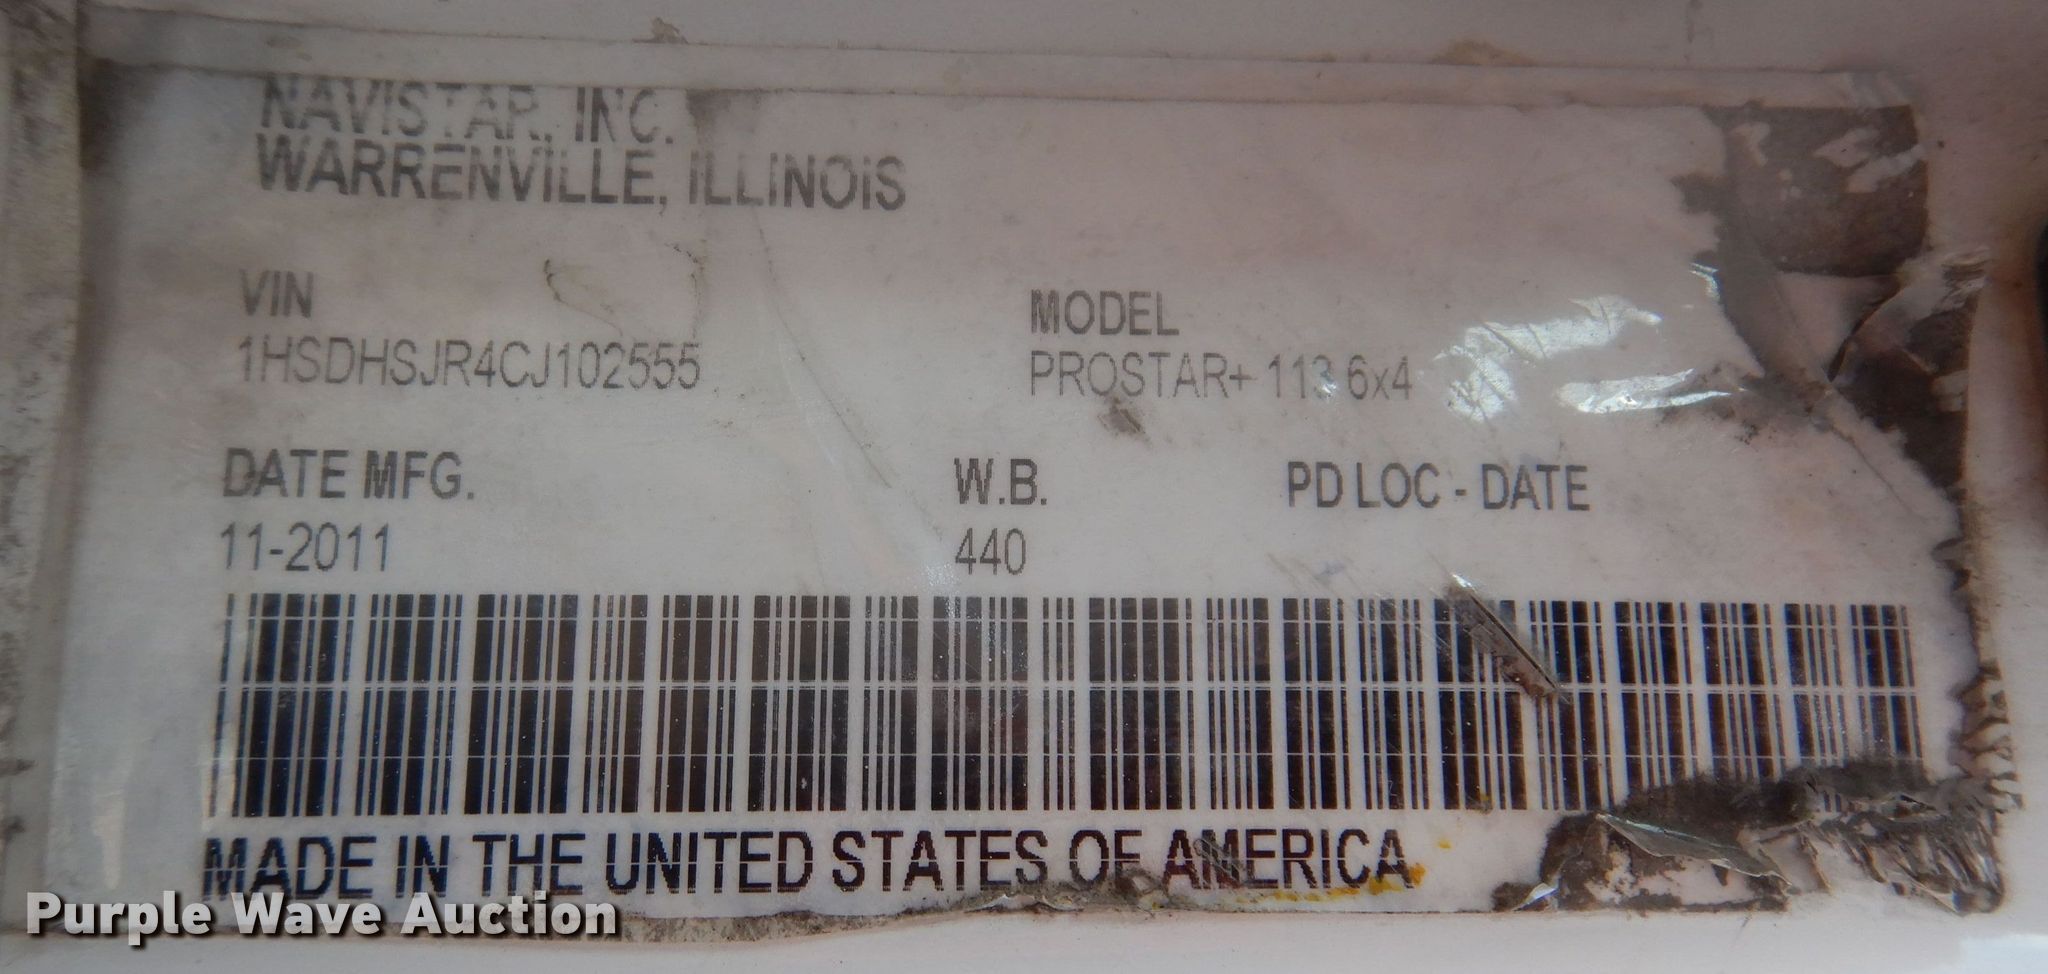 NAVISTAR, INC.
WARRENVILLE, ILLINOIS
VIN
1HSDHSJR4CJ102555
MODEL
PROSTAR+ 113 6x4
DATE MFG.
11-2011
W.B.
440
PD LOC - DATE
MADE IN THE UNITED STATES OF AMERICA
Purple Wave Auction